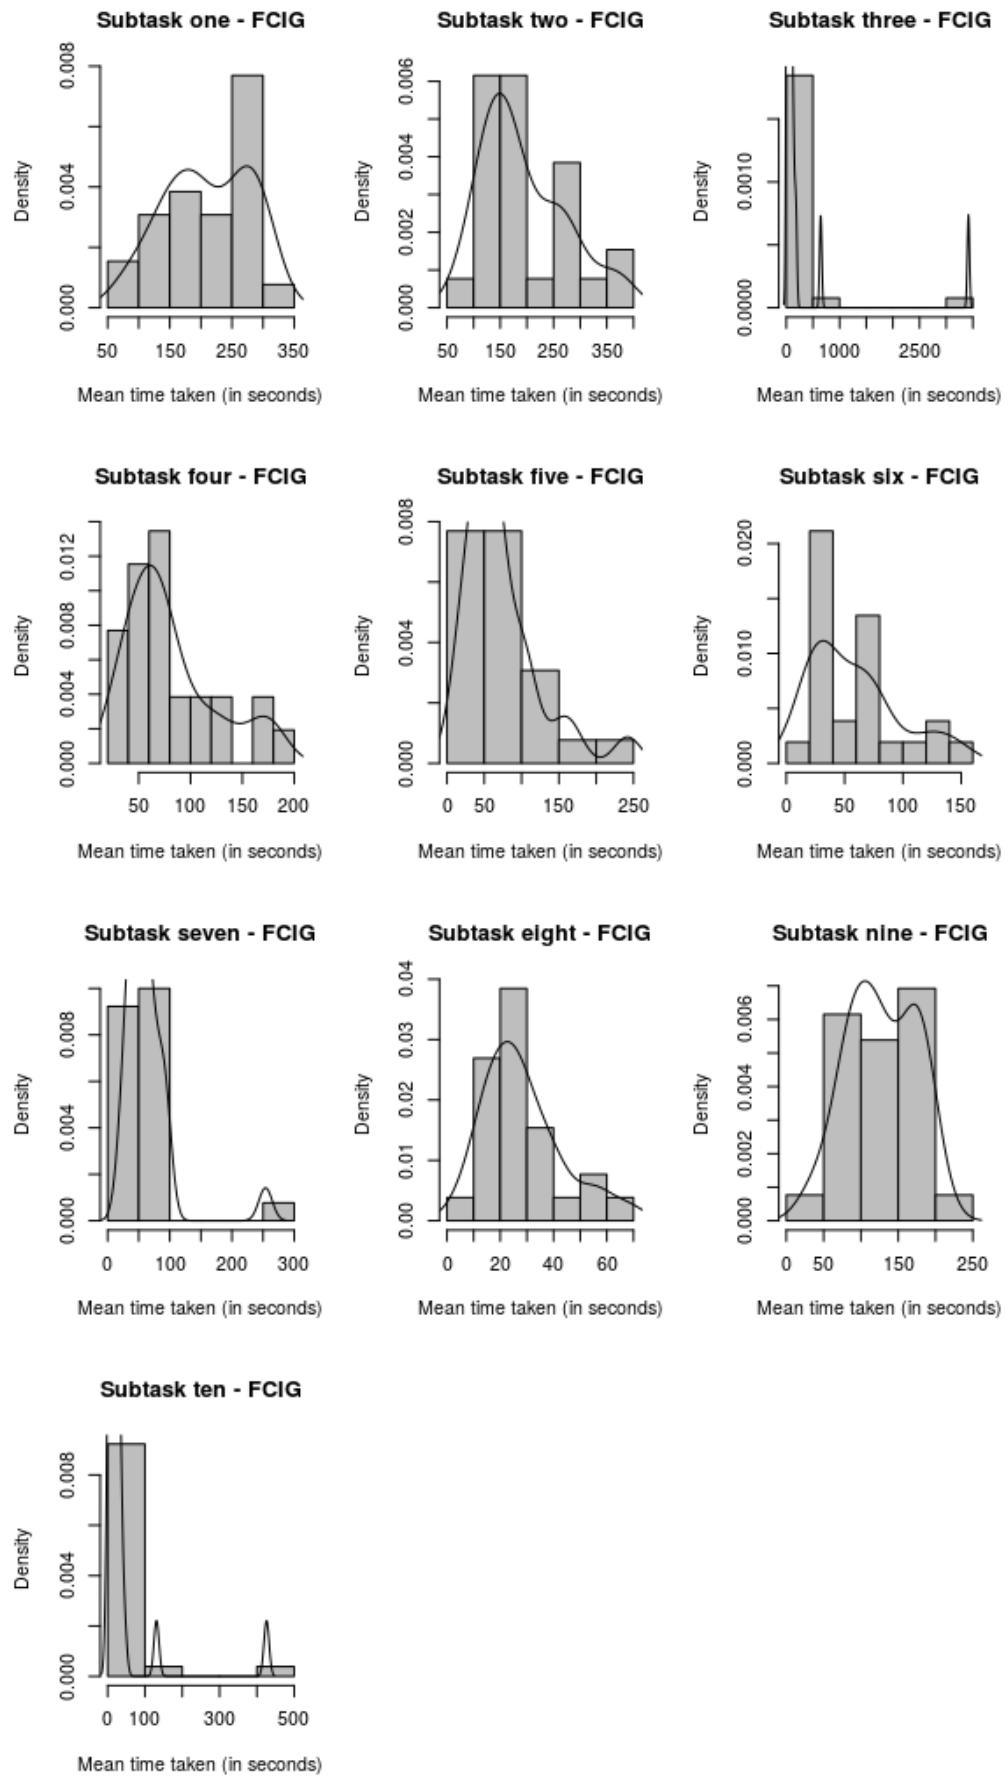 Subtask one - FCIG
Density
0.000 0.004 0.008
50 150 250 350
Mean time taken (in seconds)
Subtask two - FCIG
Density
0.000 0.002 0.004 0.006
50 150 250 350
Mean time taken (in seconds)
Subtask three - FCIG
Density
0.0000 0.0010
0 1000 2500
Mean time taken (in seconds)
Subtask four - FCIG
Density
0.000 0.004 0.008 0.012
50 100 150 200
Mean time taken (in seconds)
Subtask five - FCIG
Density
0.000 0.004 0.008
0 50 150 250
Mean time taken (in seconds)
Subtask six - FCIG
Density
0.000 0.010 0.020
0 50 100 150
Mean time taken (in seconds)
Subtask seven - FCIG
Density
0.000 0.004 0.008
0 100 200 300
Mean time taken (in seconds)
Subtask eight - FCIG
Density
0.00 0.01 0.02 0.03 0.04
0 20 40 60
Mean time taken (in seconds)
Subtask nine - FCIG
Density
0.000 0.002 0.004 0.006
0 50 150 250
Mean time taken (in seconds)
Subtask ten - FCIG
Density
0.000 0.004 0.008
0 100 300 500
Mean time taken (in seconds)